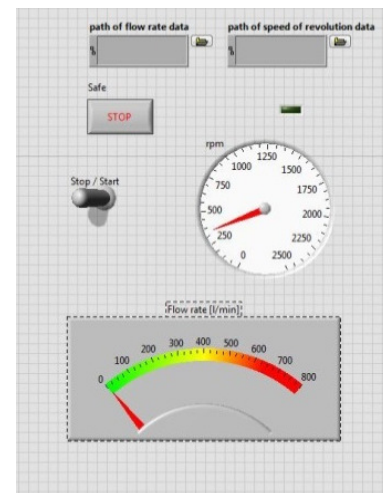 path of flow rate data
path of speed of revolution data
Safe
STOP
rpm
Stop / Start
0
250
500
750
1000
1250
1500
1750
2000
2250
2500
Flow rate [l/min]
0
100
200
300
400
500
600
700
800